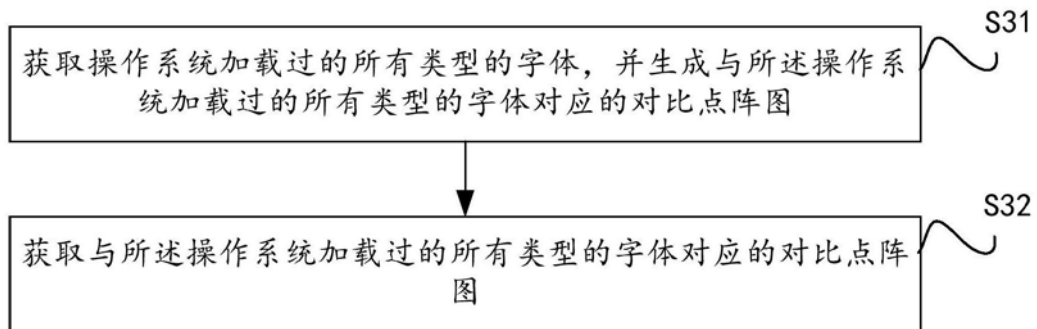 S31
获取操作系统加载过的所有类型的字体，并生成与所述操作系
统加载过的所有类型的字体对应的对比点阵图
S32
获取与所述操作系统加载过的所有类型的字体对应的对比点阵
图